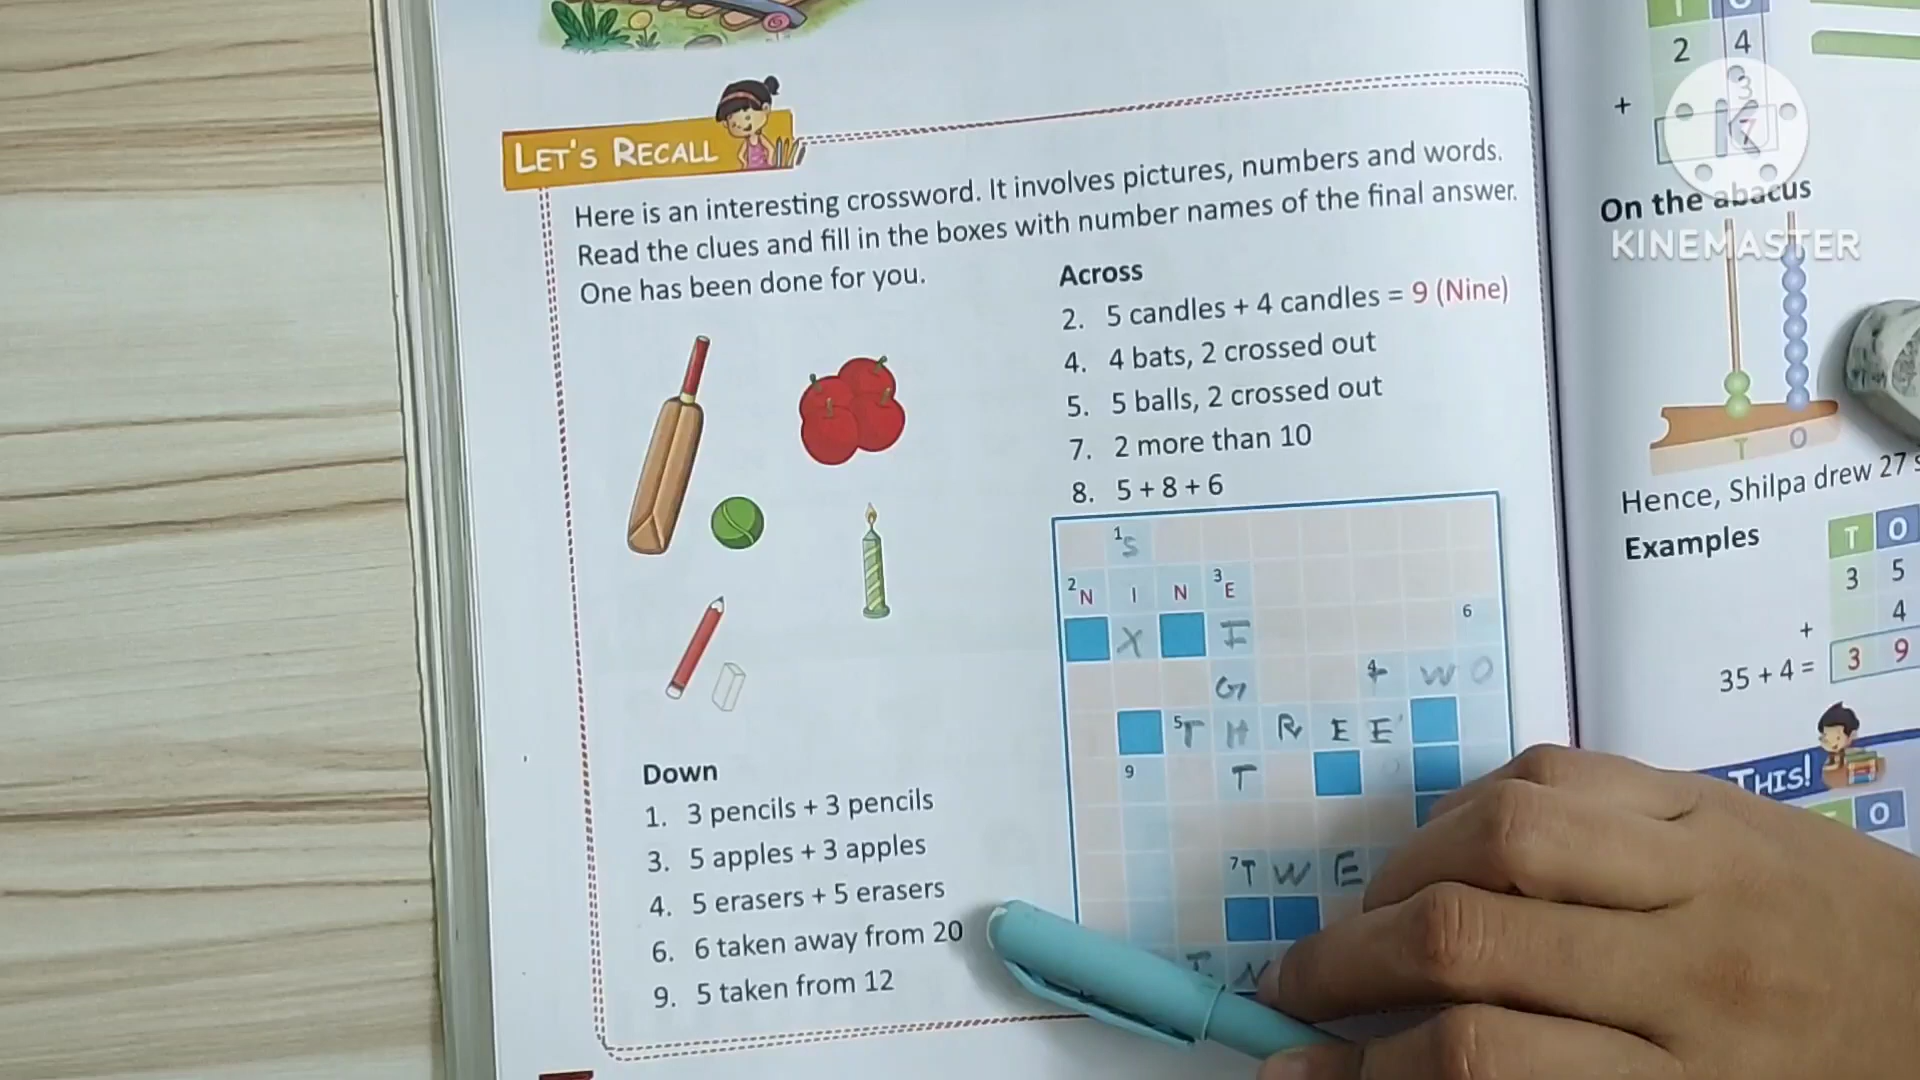 LET'S RECALL
Here is an interesting crossword. It involves pictures, numbers and words.
Read the clues and fill in the boxes with number names of the final answer.
One has been done for you.
Across
2. 5 candles + 4 candles = 9 (Nine)
4. 4 bats, 2 crossed out
5. 5 balls, 2 crossed out
7. 2 more than 10
8. 5 + 8 + 6
1 S
2 N I N 3 E
6
X I
G 4 W O
5 T H R E E
9 T
7 T W E
I N
Down
1. 3 pencils + 3 pencils
3. 5 apples + 3 apples
4. 5 erasers + 5 erasers
6. 6 taken away from 20
9. 5 taken from 12
2 4
+ 3
7
K
KINEMASTER
On the abacus
T O
Hence, Shilpa drew 27
Examples
T O
3 5
+ 4
35 + 4 = 3 9
THIS!
O